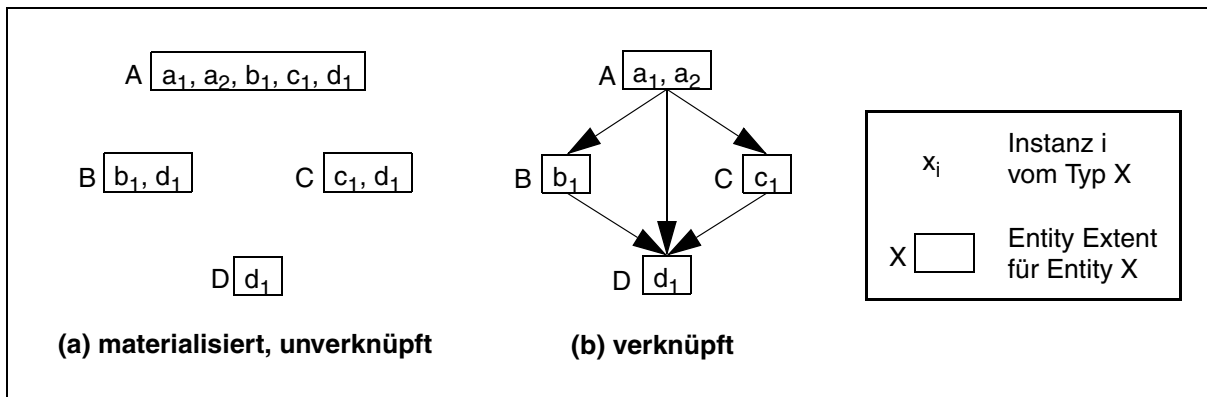 A a₁, a₂, b₁, c₁, d₁
B b₁, d₁
C c₁, d₁
D d₁
(a) materialisiert, unverknüpft
A a₁, a₂
B b₁
C c₁
D d₁
(b) verknüpft
xᵢ
Instanz i
vom Typ X
X
Entity Extent
für Entity X